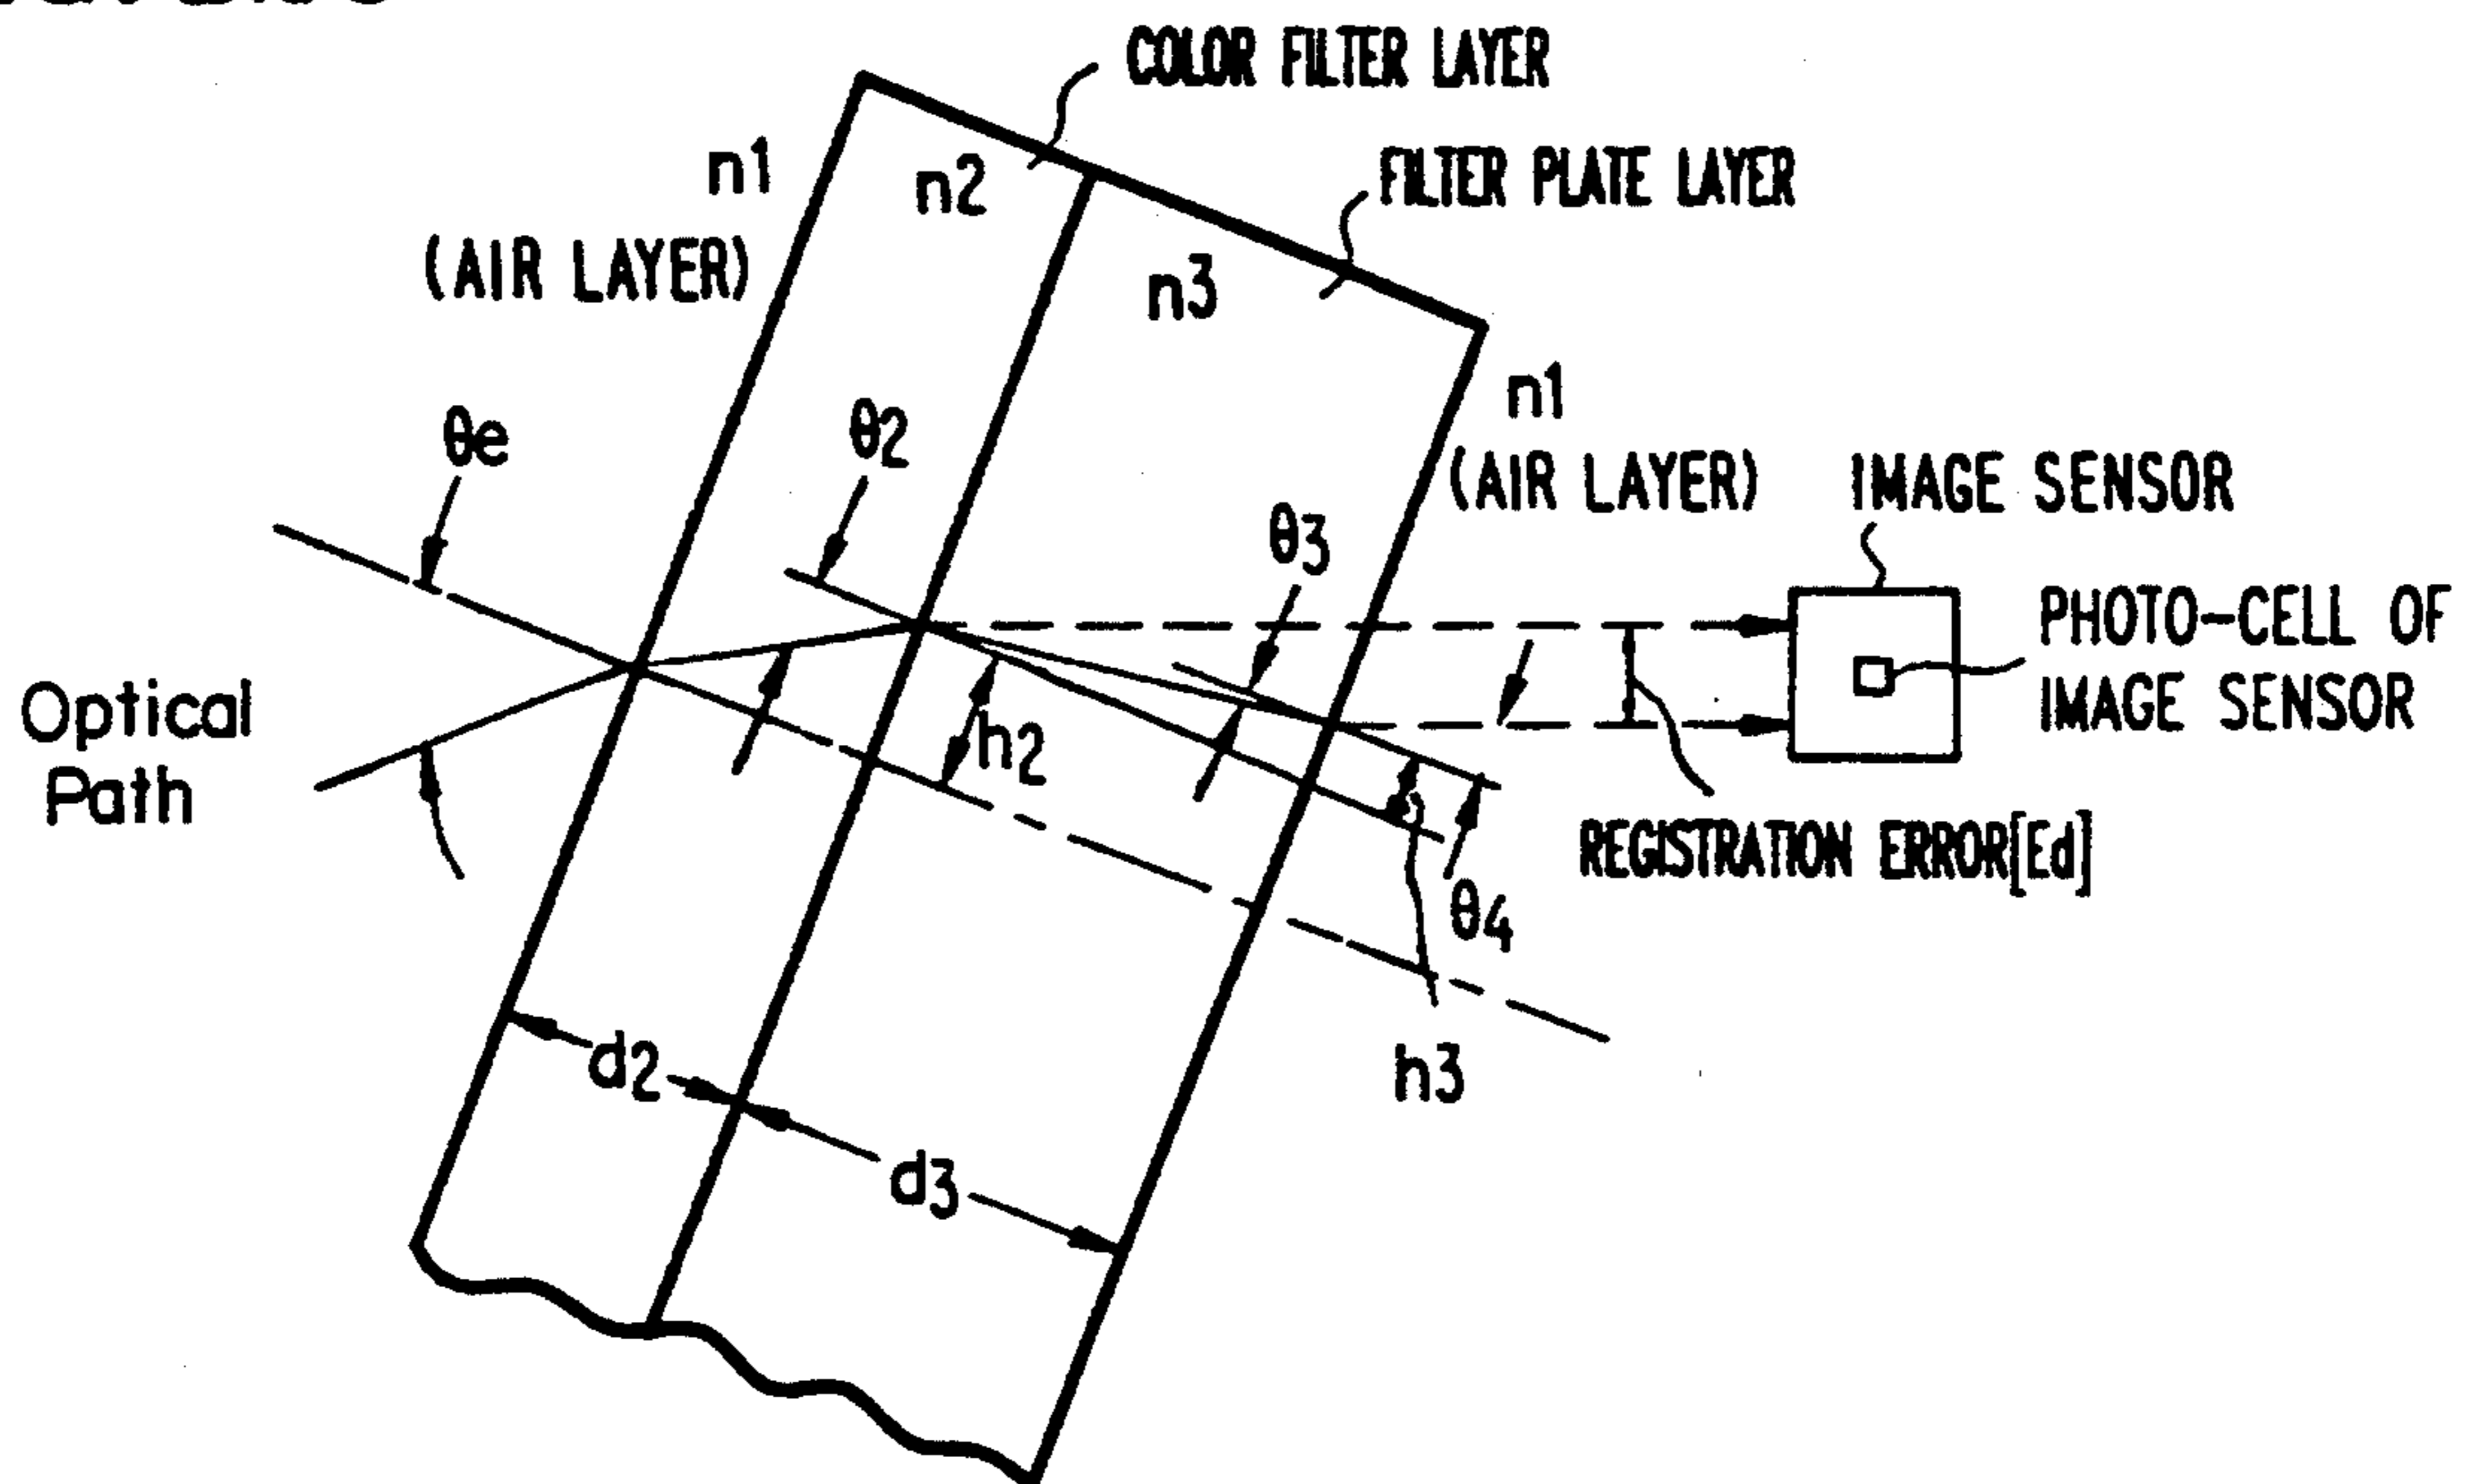 COLOR FILTER LAYER
FILTER PLATE LAYER
n1
(AIR LAYER)
n2
n3
n1
(AIR LAYER)
θe
θ2
θ3
IMAGE SENSOR
PHOTO-CELL OF
IMAGE SENSOR
Optical
Path
h2
REGISTRATION ERROR[Ed]
θ4
h3
d2
d3